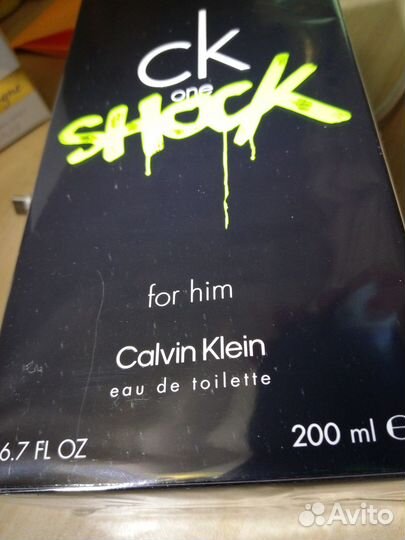 ck
one
SHOCK
for him
Calvin Klein
eau de toilette
6.7 FL OZ 200 ml ℮
Avito